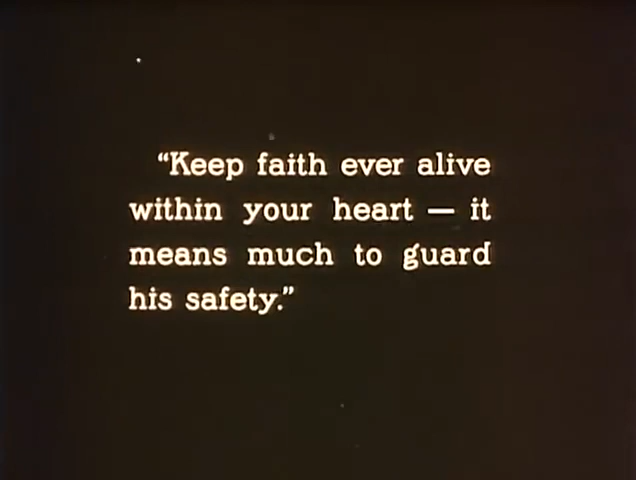 “Keep faith ever alive
within your heart — it
means much to guard
his safety.”